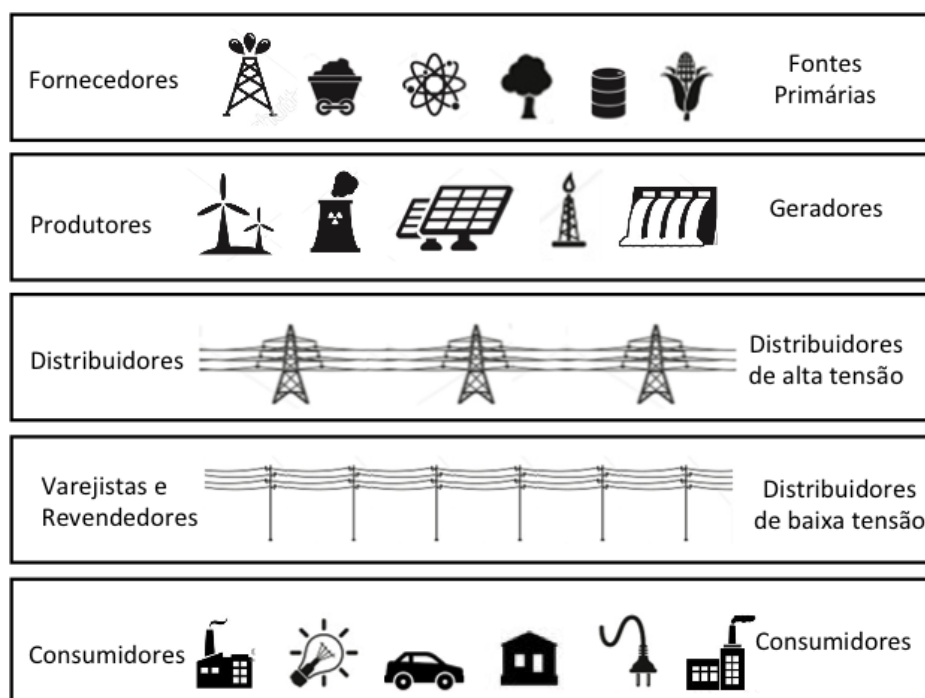 Fornecedores
Fontes
Primárias
Produtores
Geradores
Distribuidores
Distribuidores
de alta tensão
Varejistas e
Revendedores
Distribuidores
de baixa tensão
Consumidores
Consumidores